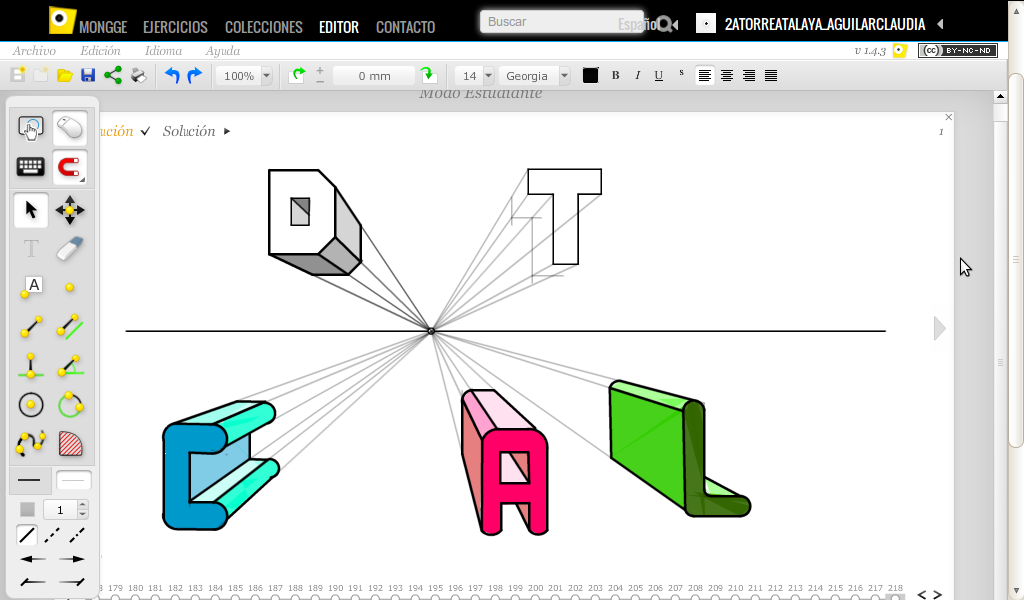 MONGGE EJERCICIOS COLECCIONES EDITOR CONTACTO Buscar Españo 2ATORREATALAYA_AGUILARCLAUDIA
Archivo Edición Idioma Ayuda v 1.4.3 cc BY-NC-ND
100% 0 mm 14 Georgia B I U s
Modo Estudiante
ución ✓ Solución 1
D T
A
C A L
1
179 180 181 182 183 184 185 186 187 188 189 190 191 192 193 194 195 196 197 198 199 200 201 202 203 204 205 206 207 208 209 210 211 212 213 214 215 216 217 218